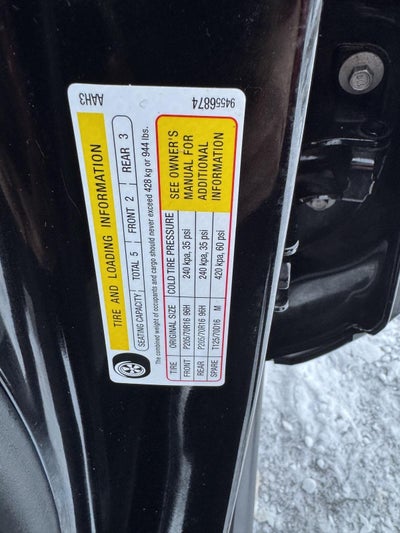 AAH3
94556874
TIRE AND LOADING INFORMATION
SEATING CAPACITY TOTAL 5 FRONT 2 REAR 3
The combined weight of occupants and cargo should never exceed 428 kg or 944 lbs.
TIRE ORIGINAL SIZE COLD TIRE PRESSURE
FRONT P205/70R16 96H 240 kpa, 35 psi
REAR P205/70R16 96H 240 kpa, 35 psi
SPARE T125/70D16 M 420 kpa, 60 psi
SEE OWNER'S
MANUAL FOR
ADDITIONAL
INFORMATION